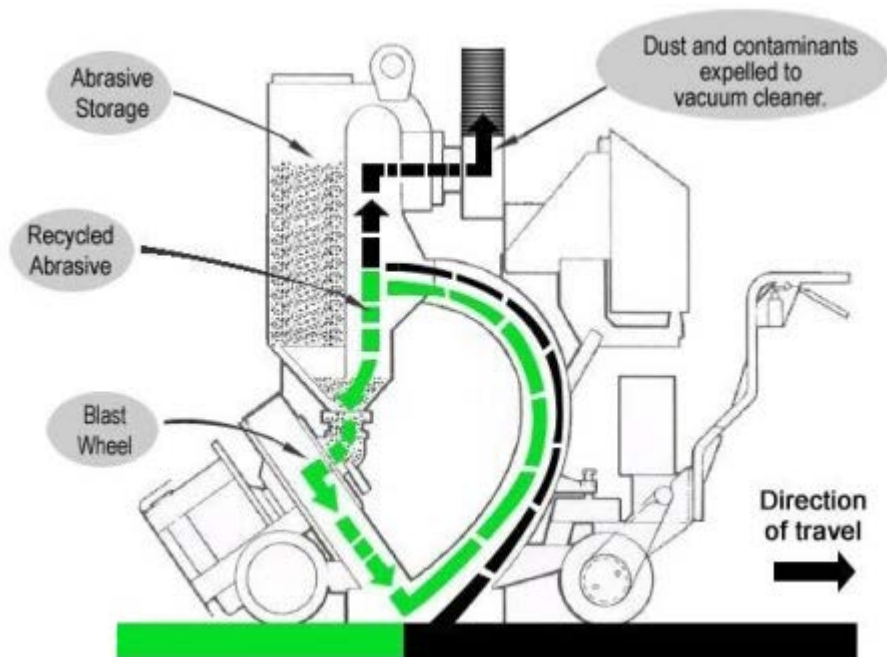 Abrasive
Storage
Dust and contaminants
expelled to
vacuum cleaner.
Recycled
Abrasive
Blast
Wheel
Direction
of travel